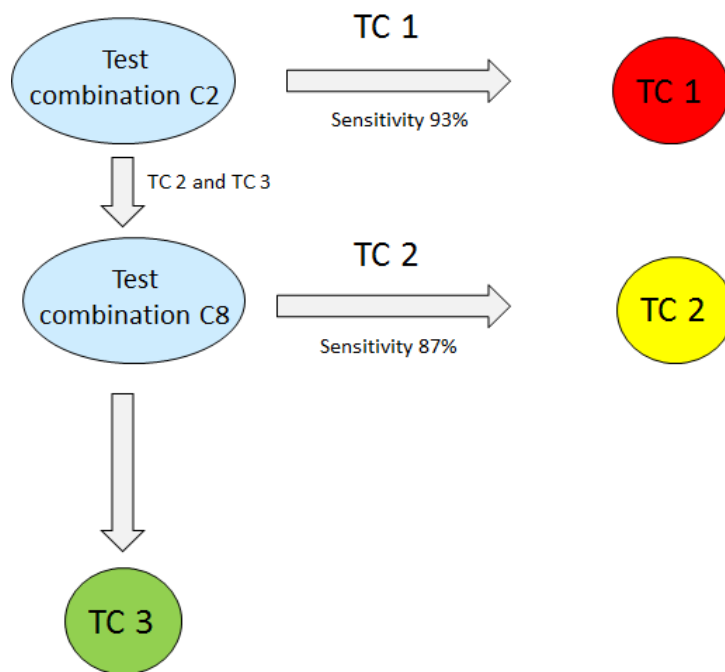 Test
combination C2
TC 1
Sensitivity 93%
TC 1
TC 2 and TC 3
Test
combination C8
TC 2
Sensitivity 87%
TC 2
TC 3